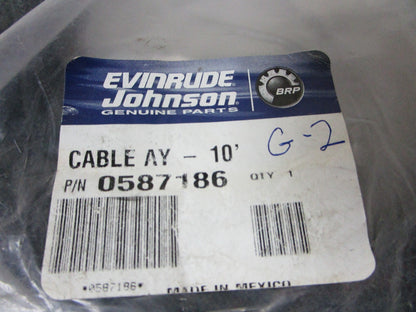 EVINRUDE
Johnson
GENUINE PARTS
BRP
CABLE AY - 10'
G-2
P/N 0587186 QTY 1
*0587186*
MADE IN MEXICO